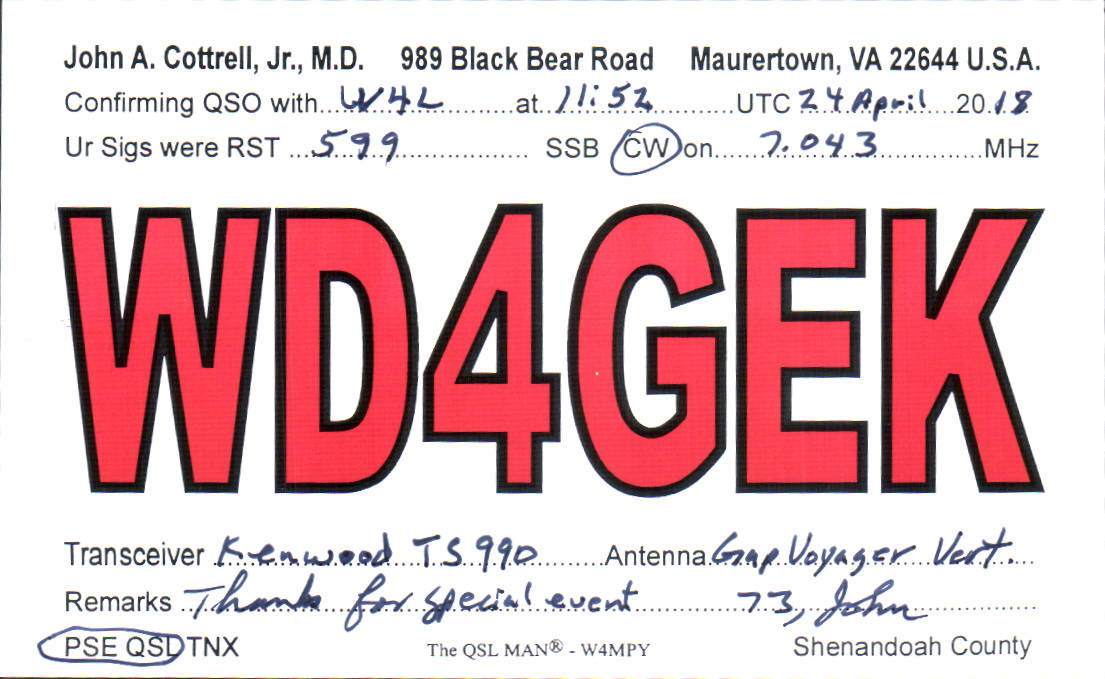 John A. Cottrell, Jr., M.D. 989 Black Bear Road Maurertown, VA 22644 U.S.A.
Confirming QSO with....W4L..........at...11:52............UTC 24 April....20.18
Ur Sigs were RST ...599.................. SSB CW on......7.043...............MHz
WD4GEK
Transceiver Kenwood TS990..........Antenna Gap Voyager Vert.
Remarks ..Thanks for special event............73, John............
PSE QSL TNX The QSL MAN® - W4MPY Shenandoah County